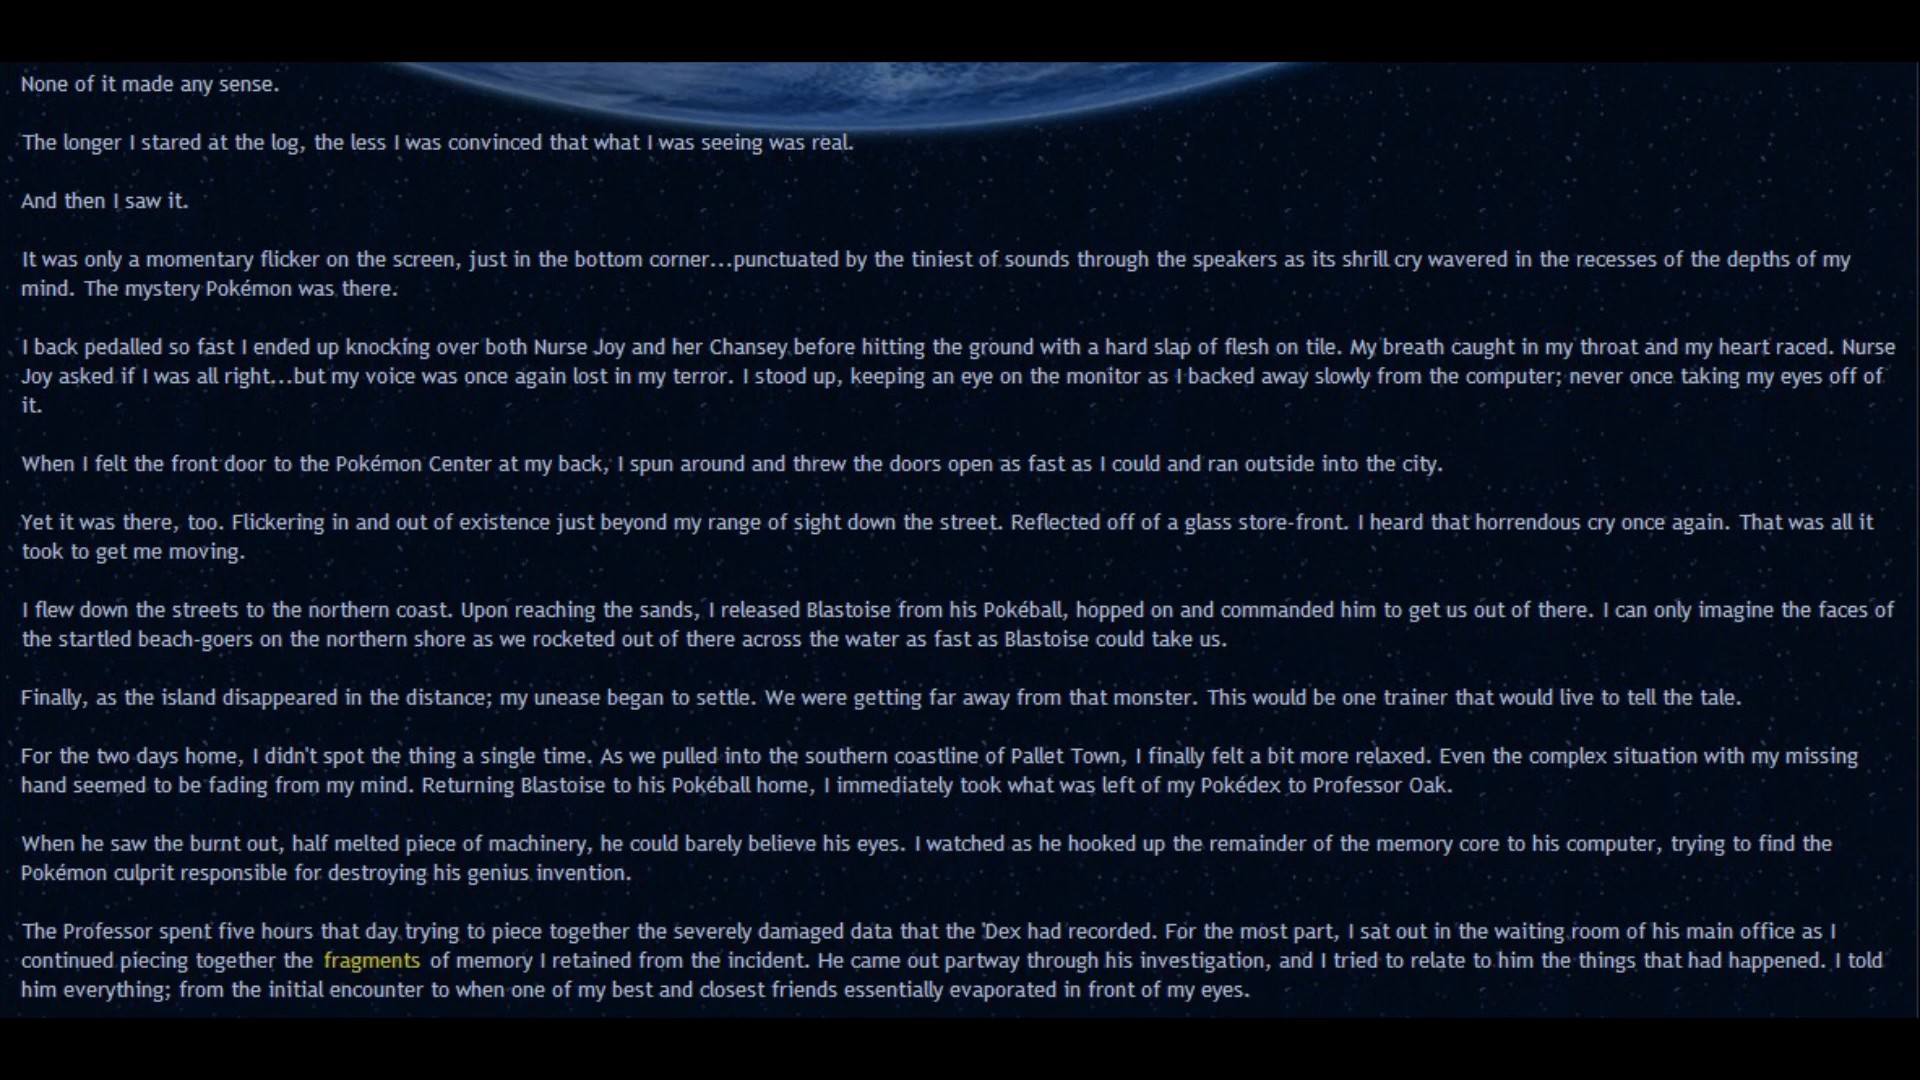 None of it made any sense.
The longer I stared at the log, the less I was convinced that what I was seeing was real.
And then I saw it.
It was only a momentary flicker on the screen, just in the bottom corner...punctuated by the tiniest of sounds through the speakers as its shrill cry wavered in the recesses of the depths of my
mind. The mystery Pokémon was there.
I back pedalled so fast I ended up knocking over both Nurse Joy and her Chansey before hitting the ground with a hard slap of flesh on tile. My breath caught in my throat and my heart raced. Nurse
Joy asked if I was all right...but my voice was once again lost in my terror. I stood up, keeping an eye on the monitor as I backed away slowly from the computer; never once taking my eyes off of
it.
When I felt the front door to the Pokémon Center at my back, I spun around and threw the doors open as fast as I could and ran outside into the city.
Yet it was there, too. Flickering in and out of existence just beyond my range of sight down the street. Reflected off of a glass store-front. I heard that horrendous cry once again. That was all it
took to get me moving.
I flew down the streets to the northern coast. Upon reaching the sands, I released Blastoise from his Pokéball, hopped on and commanded him to get us out of there. I can only imagine the faces of
the startled beach-goers on the northern shore as we rocketed out of there across the water as fast as Blastoise could take us.
Finally, as the island disappeared in the distance; my unease began to settle. We were getting far away from that monster. This would be one trainer that would live to tell the tale.
For the two days home, I didn't spot the thing a single time. As we pulled into the southern coastline of Pallet Town, I finally felt a bit more relaxed. Even the complex situation with my missing
hand seemed to be fading from my mind. Returning Blastoise to his Pokéball home, I immediately took what was left of my Pokédex to Professor Oak.
When he saw the burnt out, half melted piece of machinery, he could barely believe his eyes. I watched as he hooked up the remainder of the memory core to his computer, trying to find the
Pokémon culprit responsible for destroying his genius invention.
The Professor spent five hours that day trying to piece together the severely damaged data that the 'Dex had recorded. For the most part, I sat out in the waiting room of his main office as I
continued piecing together the fragments of memory I retained from the incident. He came out partway through his investigation, and I tried to relate to him the things that had happened. I told
him everything; from the initial encounter to when one of my best and closest friends essentially evaporated in front of my eyes.